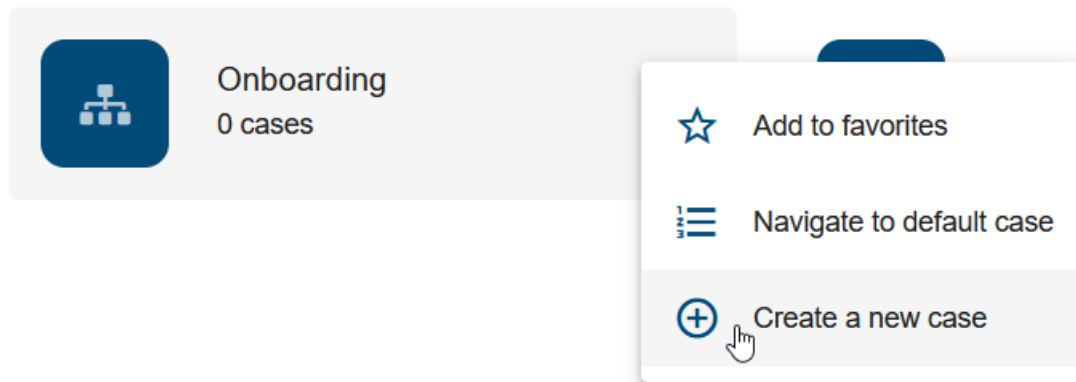 Onboarding
0 cases
Add to favorites
Navigate to default case
Create a new case